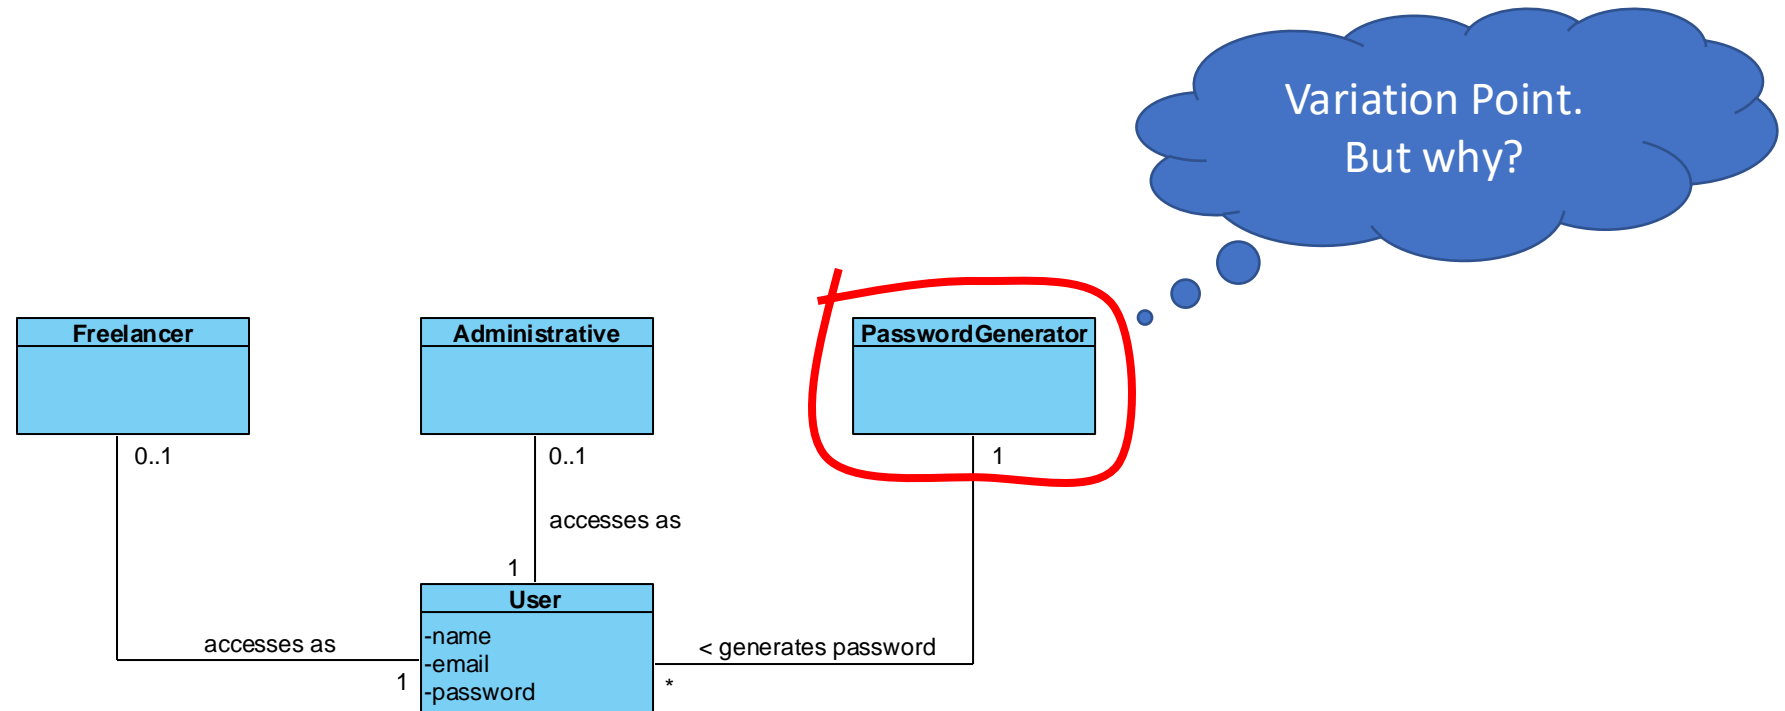 Variation Point.
But why?
Freelancer
Administrative
PasswordGenerator
0..1
0..1
1
accesses as
1
User
-name
-email
-password
accesses as
1
< generates password
*